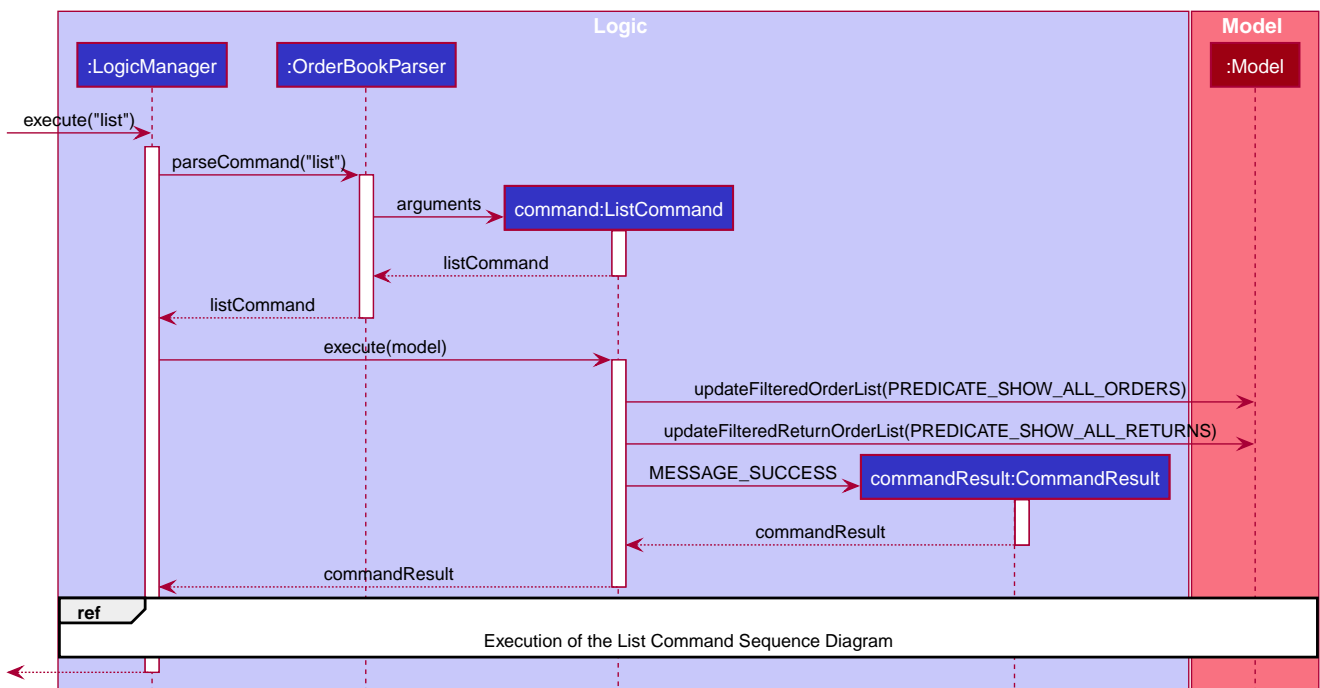 Logic
Model
:LogicManager
:OrderBookParser
:Model
execute("list")
parseCommand("list")
arguments
command:ListCommand
listCommand
listCommand
execute(model)
updateFilteredOrderList(PREDICATE_SHOW_ALL_ORDERS)
updateFilteredReturnOrderList(PREDICATE_SHOW_ALL_RETURNS)
MESSAGE_SUCCESS
commandResult:CommandResult
commandResult
commandResult
ref
Execution of the List Command Sequence Diagram